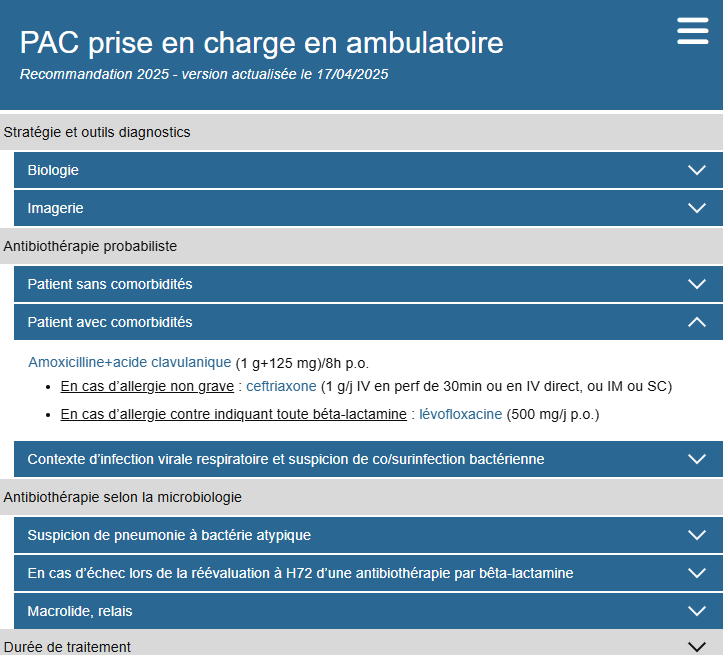 PAC prise en charge en ambulatoire
Recommandation 2025 - version actualisée le 17/04/2025
Stratégie et outils diagnostics
Biologie
Imagerie
Antibiothérapie probabiliste
Patient sans comorbidités
Patient avec comorbidités
Amoxicilline+acide clavulanique (1 g+125 mg)/8h p.o.
• En cas d’allergie non grave : ceftriaxone (1 g/j IV en perf de 30min ou en IV direct, ou IM ou SC)
• En cas d’allergie contre indiquant toute béta-lactamine : lévofloxacine (500 mg/j p.o.)
Contexte d’infection virale respiratoire et suspicion de co/surinfection bactérienne
Antibiothérapie selon la microbiologie
Suspicion de pneumonie à bactérie atypique
En cas d’échec lors de la réévaluation à H72 d’une antibiothérapie par bêta-lactamine
Macrolide, relais
Durée de traitement